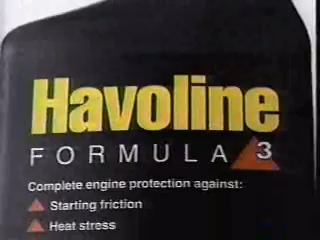 Havoline
FORMULA 3
Complete engine protection against:
Starting friction
Heat stress